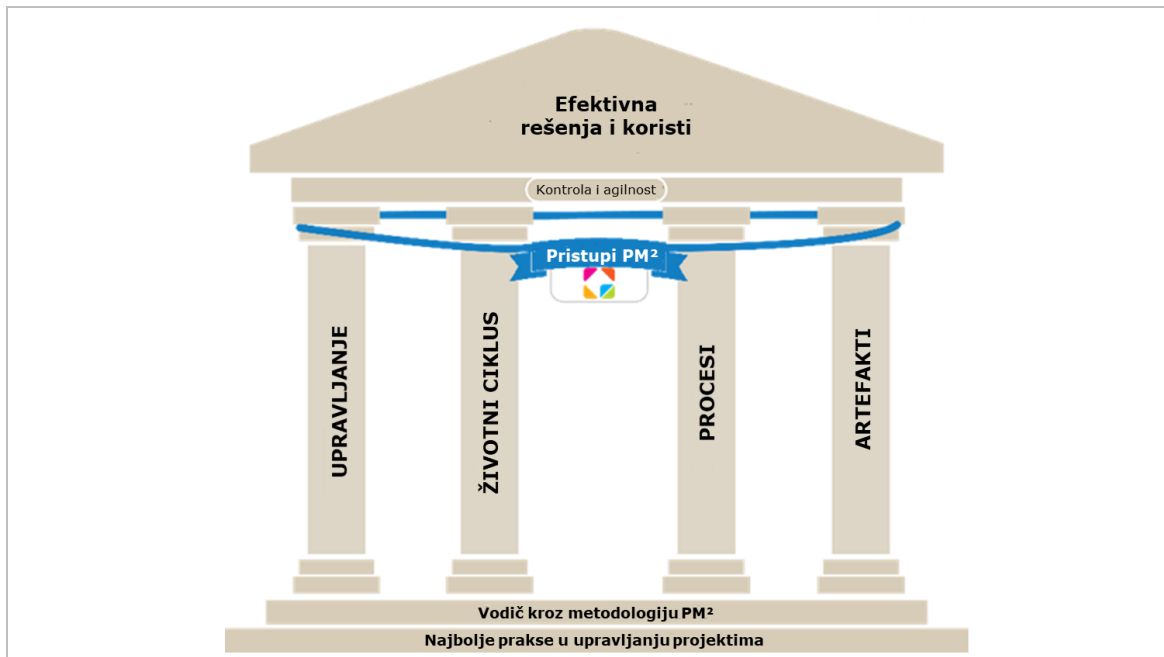 Efektivna
rešenja i koristi
Kontrola i agilnost
Pristupi PM²
UPRAVLJANJE
ŽIVOTNI CIKLUS
PROCESI
ARTEFAKTI
Vodič kroz metodologiju PM²
Najbolje prakse u upravljanju projektima